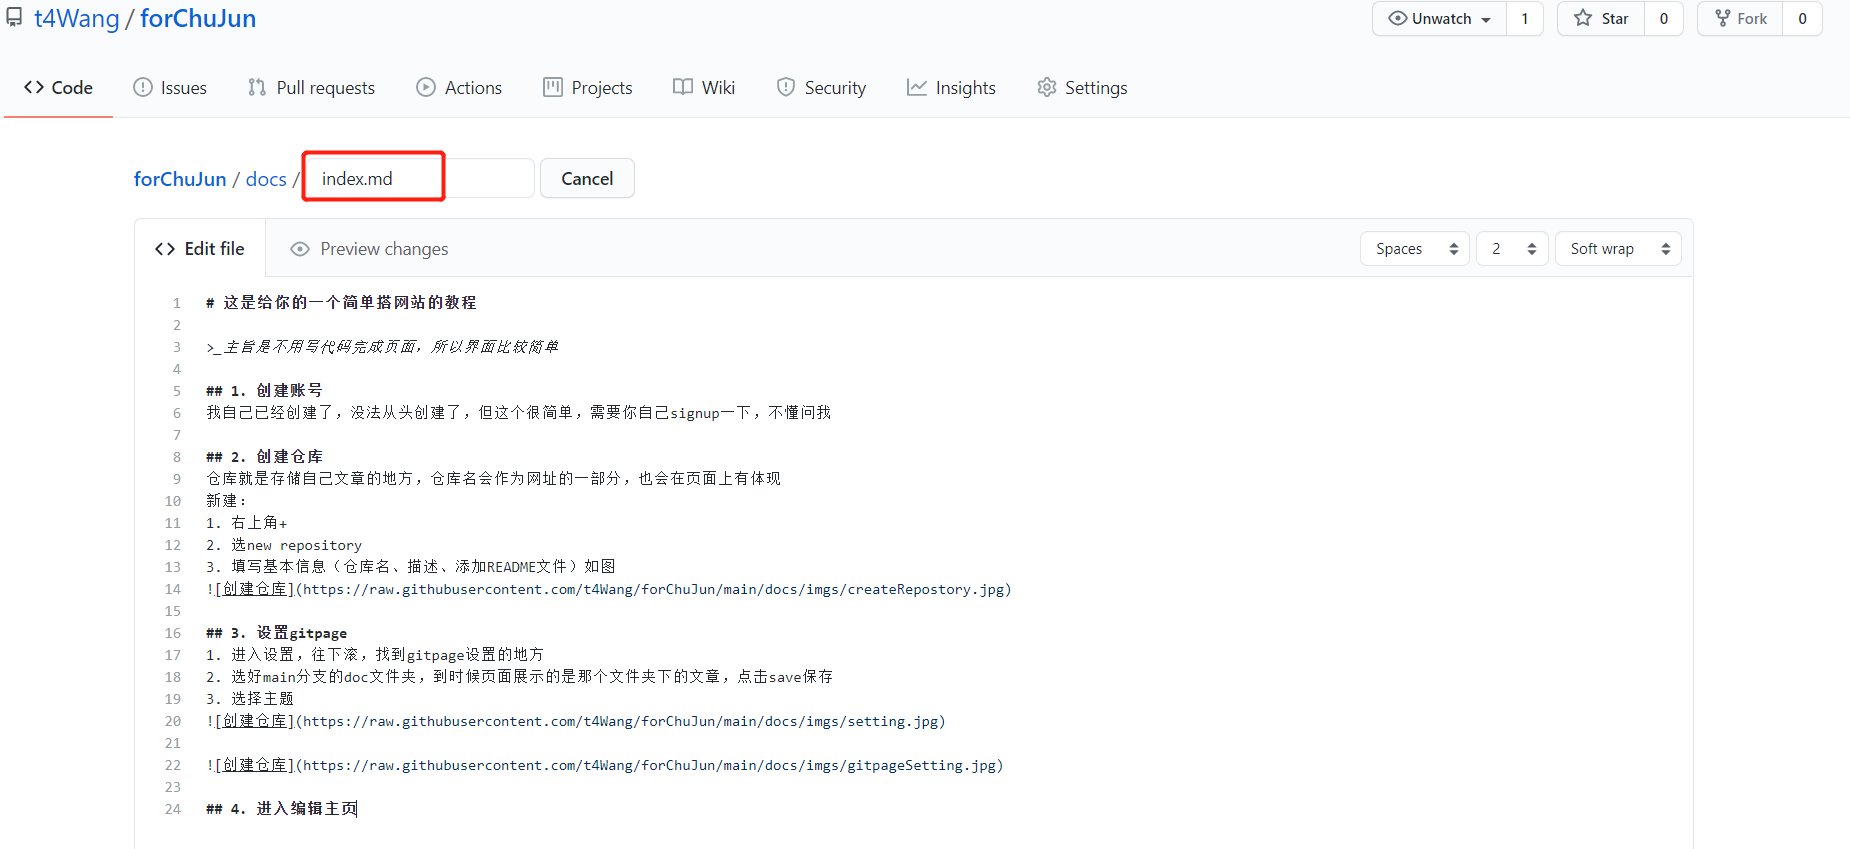 t4Wang / forChuJun
Unwatch 1 Star 0 Fork 0
Code Issues Pull requests Actions Projects Wiki Security Insights Settings
forChuJun / docs / index.md Cancel
Edit file Preview changes Spaces 2 Soft wrap
1 # 这是给你的一个简单搭网站的教程
2
3 >_主旨是不用写代码完成页面，所以界面比较简单
4
5 ## 1. 创建账号
6 我自己已经创建了，没法从头创建了，但这个很简单，需要你自己signup一下，不懂问我
7
8 ## 2. 创建仓库
9 仓库就是存储自己文章的地方，仓库名会作为网址的一部分，也会在页面上有体现
10 新建：
11 1. 右上角+
12 2. 选new repository
13 3. 填写基本信息（仓库名、描述、添加README文件）如图
14 ![创建仓库](https://raw.githubusercontent.com/t4Wang/forChuJun/main/docs/imgs/createRepostory.jpg)
15
16 ## 3. 设置gitpage
17 1. 进入设置，往下滚，找到gitpage设置的地方
18 2. 选好main分支的doc文件夹，到时候页面展示的是那个文件夹下的文章，点击save保存
19 3. 选择主题
20 ![创建仓库](https://raw.githubusercontent.com/t4Wang/forChuJun/main/docs/imgs/setting.jpg)
21
22 ![创建仓库](https://raw.githubusercontent.com/t4Wang/forChuJun/main/docs/imgs/gitpageSetting.jpg)
23
24 ## 4. 进入编辑主页